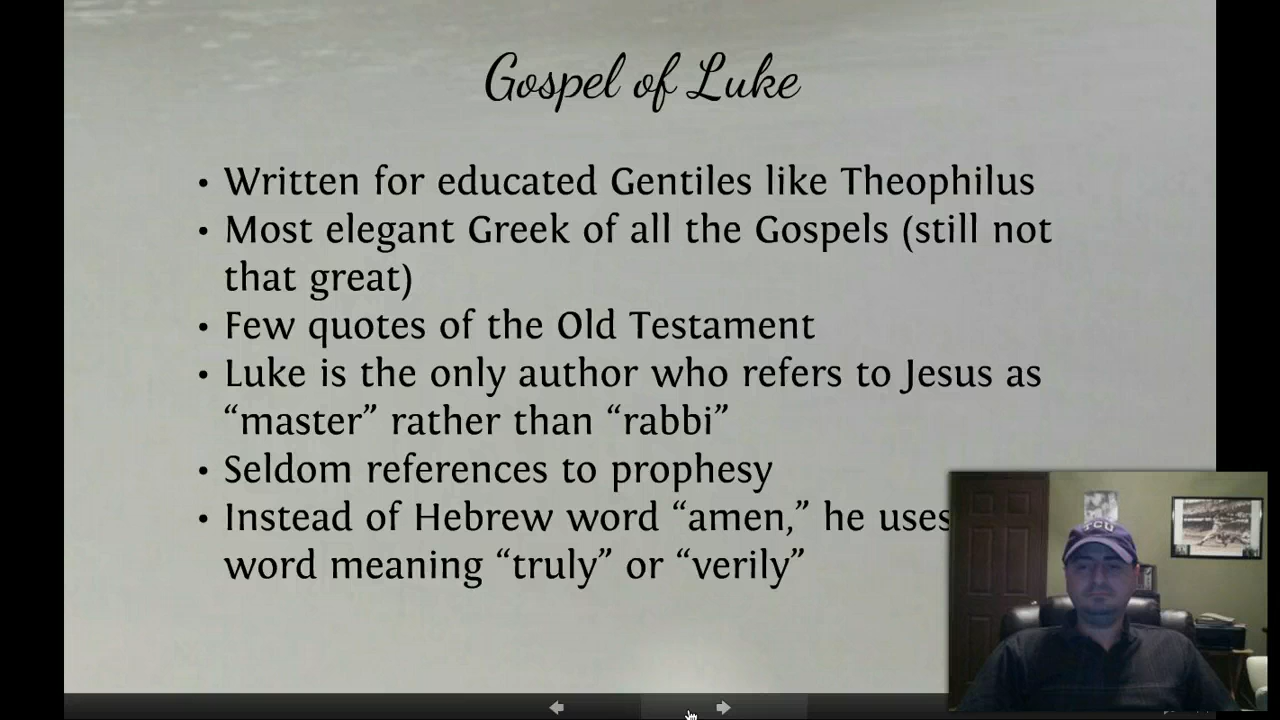 Gospel of Luke
• Written for educated Gentiles like Theophilus
• Most elegant Greek of all the Gospels (still not
that great)
• Few quotes of the Old Testament
• Luke is the only author who refers to Jesus as
“master” rather than “rabbi”
• Seldom references to prophesy
• Instead of Hebrew word “amen,” he uses
word meaning “truly” or “verily”
TCU